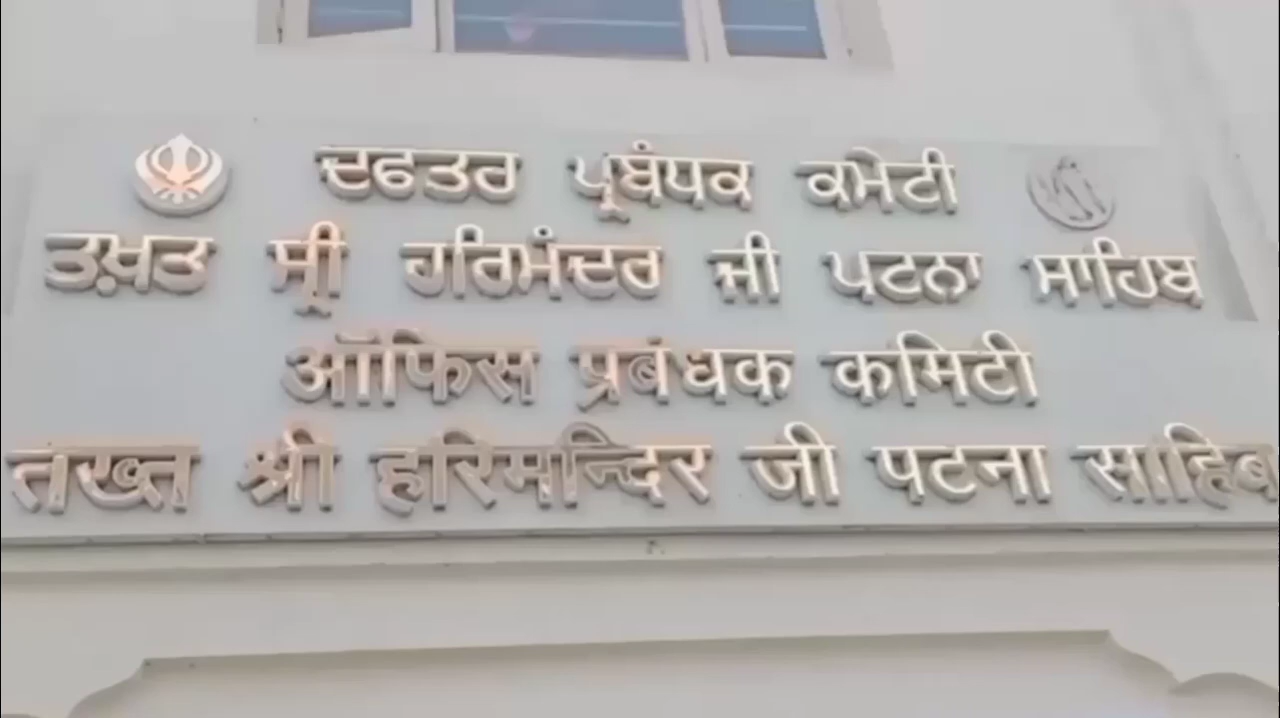 ਦਫਤਰ ਪ੍ਰਬੰਧਕ ਕਮੇਟੀ
ਤਖ਼ਤ ਸ੍ਰੀ ਹਰਿਮੰਦਰ ਜੀ ਪਟਨਾ ਸਾਹਿਬ
ऑफिस प्रबंधक कमिटी
तख्त श्री हरिमन्दिर जी पटना साहिब